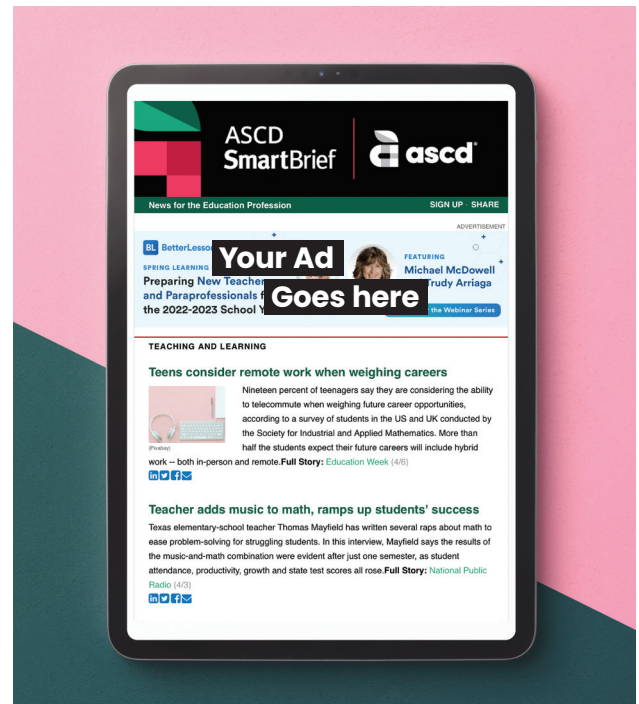 ASCD
SmartBrief
ascd
News for the Education Profession
SIGN UP · SHARE
ADVERTISEMENT
BL BetterLesso
SPRING LEARNING
Preparing New Teache
and Paraprofessionals f
the 2022-2023 School Y
Your Ad
Goes here
FEATURING
Michael McDowell
Trudy Arriaga
the Webinar Series
TEACHING AND LEARNING
Teens consider remote work when weighing careers
Nineteen percent of teenagers say they are considering the ability
to telecommute when weighing future career opportunities,
according to a survey of students in the US and UK conducted by
the Society for Industrial and Applied Mathematics. More than
(Pixabay)
half the students expect their future careers will include hybrid
work -- both in-person and remote.Full Story: Education Week (4/6)
Teacher adds music to math, ramps up students' success
Texas elementary-school teacher Thomas Mayfield has written several raps about math to
ease problem-solving for struggling students. In this interview, Mayfield says the results of
the music-and-math combination were evident after just one semester, as student
attendance, productivity, growth and state test scores all rose.Full Story: National Public
Radio (4/3)